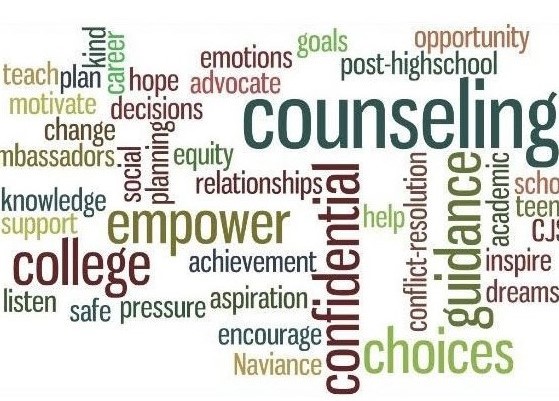 kind
career
goals
opportunity
emotions
post-highschool
teach
plan
hope
advocate
motivate
decisions
counseling
change
mbassadors
social
planning
equity
relationships
confidential
conflict-resolution
guidance
academic
scho
teen
CJS
knowledge
support
empower
help
college
achievement
inspire
dreams
listen
safe
pressure
aspiration
encourage
Naviance
choices